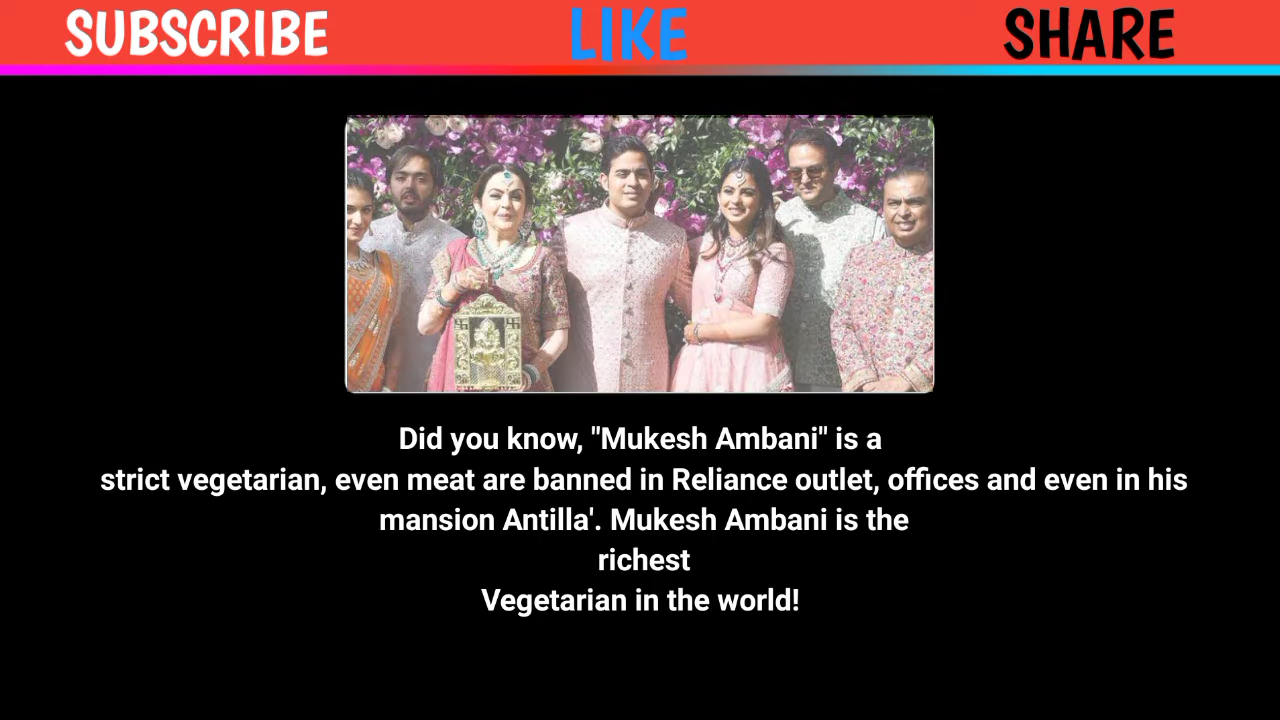 SUBSCRIBE LIKE SHARE
Did you know, "Mukesh Ambani" is a
strict vegetarian, even meat are banned in Reliance outlet, offices and even in his
mansion Antilla'. Mukesh Ambani is the
richest
Vegetarian in the world!